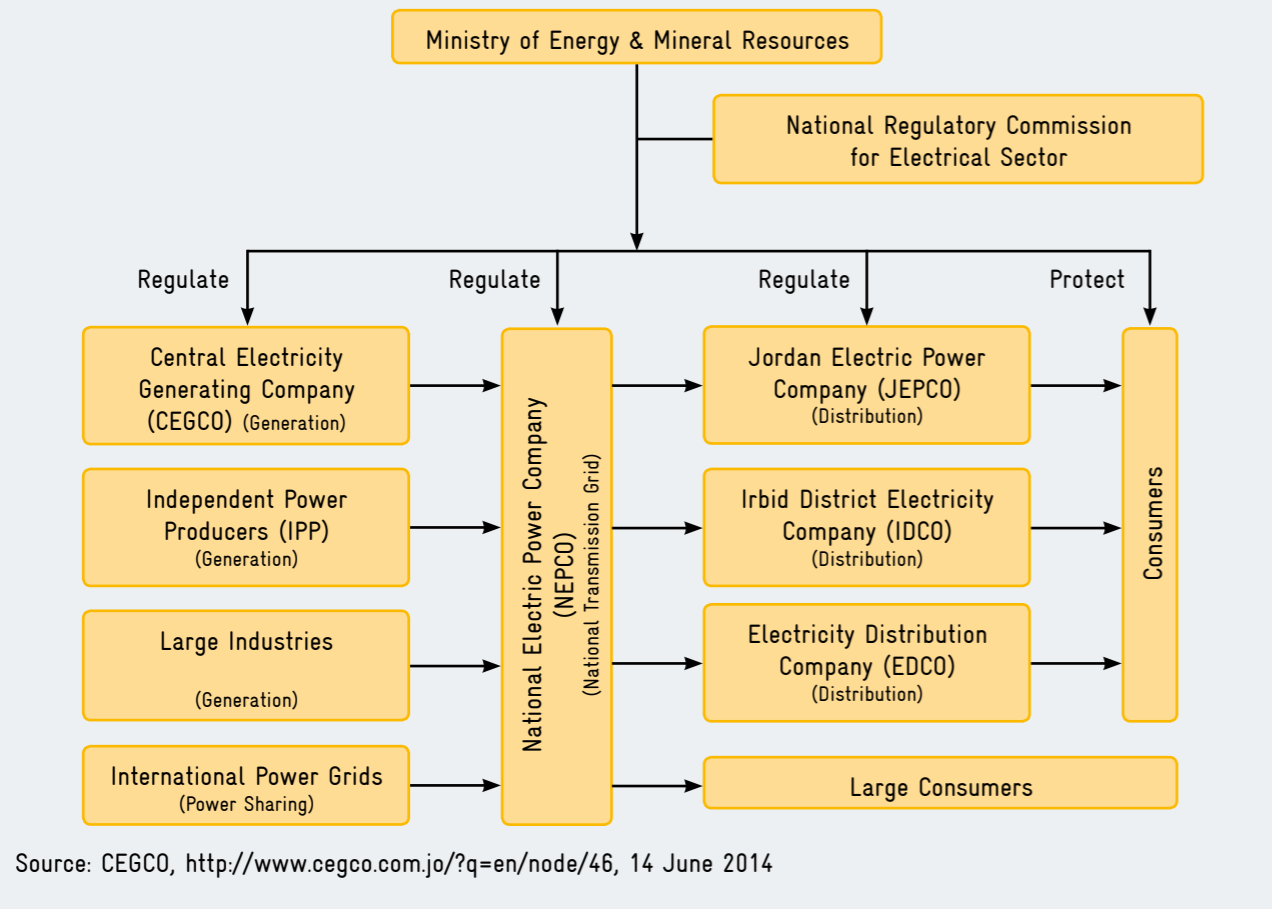 Ministry of Energy & Mineral Resources
National Regulatory Commission
for Electrical Sector
Regulate
Regulate
Regulate
Protect
Central Electricity
Generating Company
(CEGCO) (Generation)
Independent Power
Producers (IPP)
(Generation)
Large Industries
(Generation)
International Power Grids
(Power Sharing)
National Electric Power Company
(NEPCO)
(National Transmission Grid)
Jordan Electric Power
Company (JEPCO)
(Distribution)
Irbid District Electricity
Company (IDCO)
(Distribution)
Electricity Distribution
Company (EDCO)
(Distribution)
Large Consumers
Consumers
Source: CEGCO, http://www.cegco.com.jo/?q=en/node/46, 14 June 2014